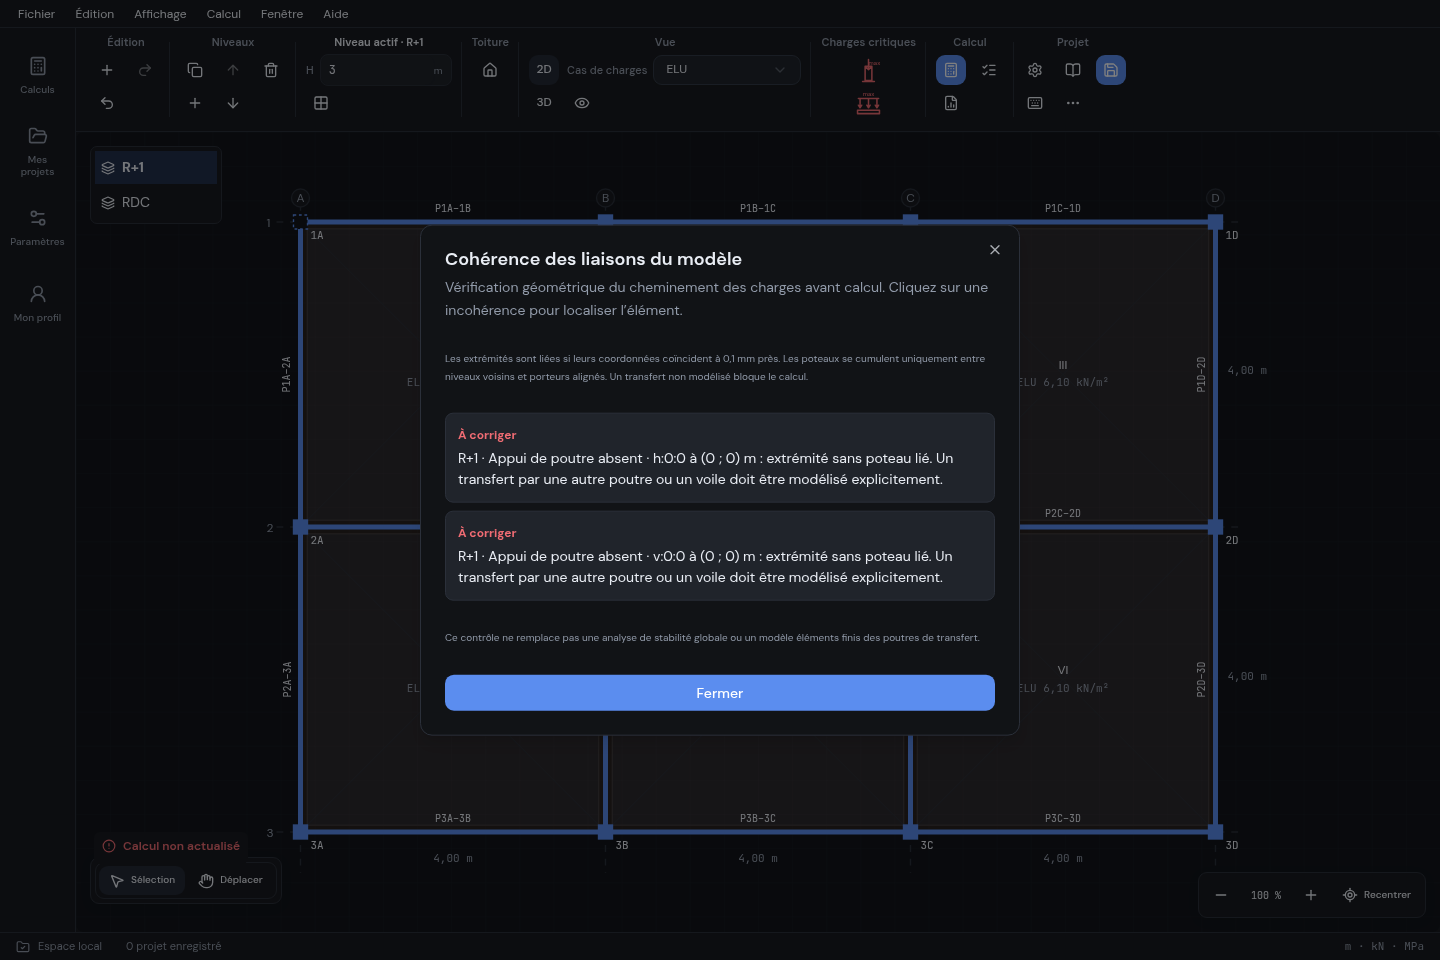 Fichier Édition Affichage Calcul Fenêtre Aide
Édition Niveaux Niveau actif · R+1 Toiture Vue Charges critiques Calcul Projet
H 3 m
2D Cas de charges ELU
3D
max
max
Calculs
Mes
projets
Paramètres
Mon profil
R+1
RDC
A B C D
P1A-1B P1B-1C P1C-1D
1
1A 1D
Cohérence des liaisons du modèle
Vérification géométrique du cheminement des charges avant calcul. Cliquez sur une
incohérence pour localiser l’élément.
Les extrémités sont liées si leurs coordonnées coïncident à 0,1 mm près. Les poteaux se cumulent uniquement entre
niveaux voisins et porteurs alignés. Un transfert non modélisé bloque le calcul.
À corriger
R+1 · Appui de poutre absent · h:0:0 à (0 ; 0) m : extrémité sans poteau lié. Un
transfert par une autre poutre ou un voile doit être modélisé explicitement.
À corriger
R+1 · Appui de poutre absent · v:0:0 à (0 ; 0) m : extrémité sans poteau lié. Un
transfert par une autre poutre ou un voile doit être modélisé explicitement.
Ce contrôle ne remplace pas une analyse de stabilité globale ou un modèle éléments finis des poutres de transfert.
Fermer
P1A-2A
EL
III
ELU 6,10 kN/m²
P1D-2D
4,00 m
2
P2C-2D
2A 2D
P2A-3A
EL
VI
ELU 6,10 kN/m²
P2D-3D
4,00 m
P3A-3B P3B-3C P3C-3D
3
3A 3B 3C 3D
4,00 m 4,00 m 4,00 m
Calcul non actualisé
Sélection Déplacer
100 % Recentrer
Espace local 0 projet enregistré
m · kN · MPa